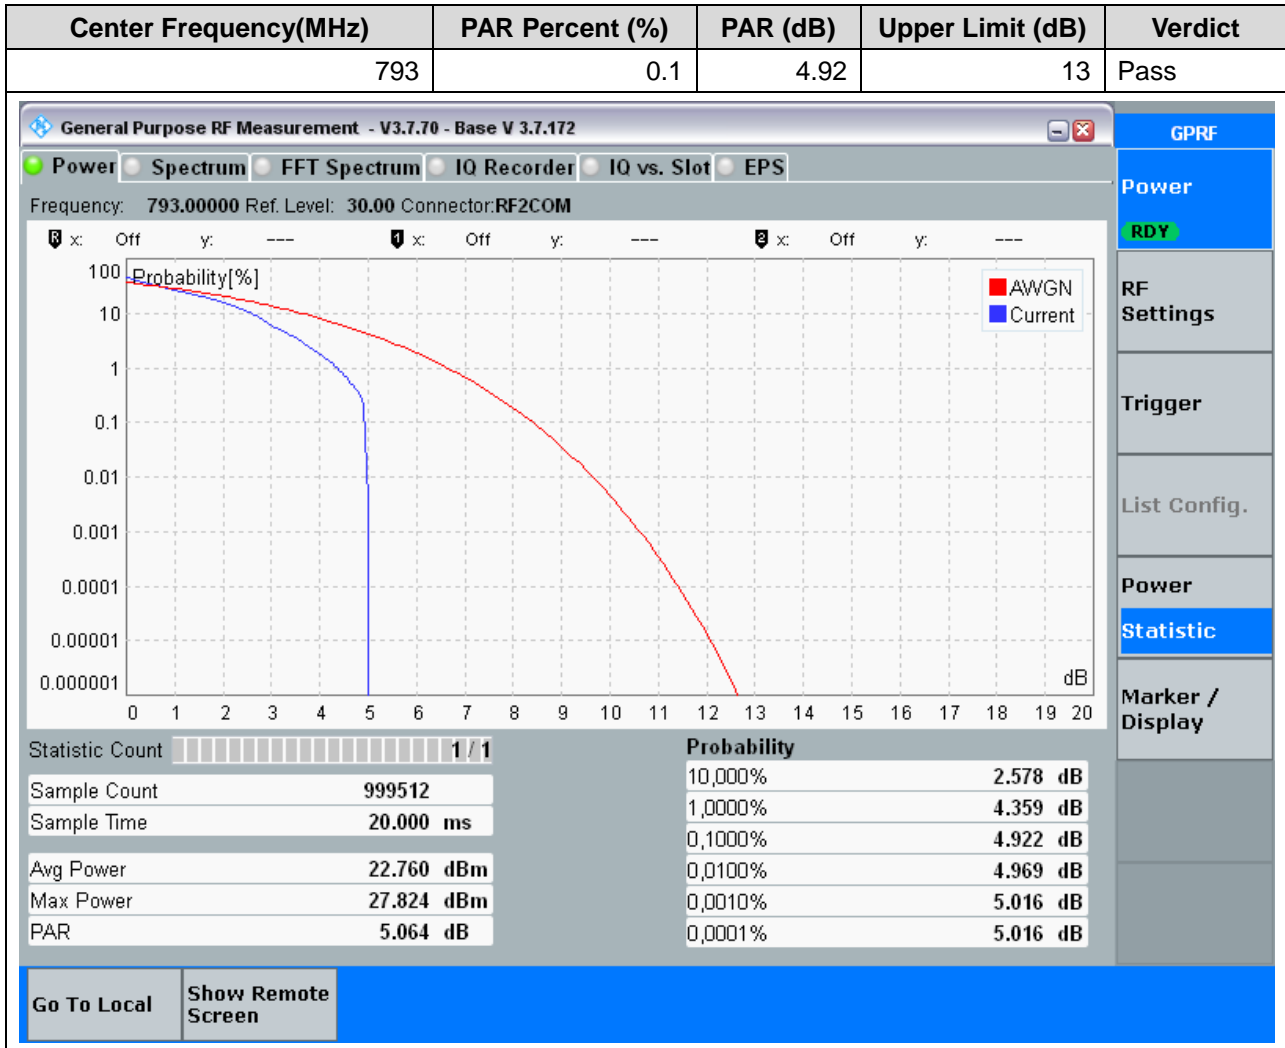 Center Frequency(MHz) PAR Percent (%) PAR (dB) Upper Limit (dB) Verdict
793 0.1 4.92 13 Pass
General Purpose RF Measurement - V3.7.70 - Base V 3.7.172
GPRF
Power Spectrum FFT Spectrum IQ Recorder IQ vs. Slot EPS
Frequency: 793.00000 Ref. Level: 30.00 Connector:RF2COM
R x: Off y: --- 1 x: Off y: --- 2 x: Off y: ---
Probability[%]
AWGN
Current
100
10
1
0.1
0.01
0.001
0.0001
0.00001
0.000001
dB
0 1 2 3 4 5 6 7 8 9 10 11 12 13 14 15 16 17 18 19 20
Statistic Count 1 / 1
Sample Count 999512
Sample Time 20.000 ms
Avg Power 22.760 dBm
Max Power 27.824 dBm
PAR 5.064 dB
Probability
10,000% 2.578 dB
1,0000% 4.359 dB
0,1000% 4.922 dB
0,0100% 4.969 dB
0,0010% 5.016 dB
0,0001% 5.016 dB
Power
RDY
RF
Settings
Trigger
List Config.
Power
Statistic
Marker /
Display
Go To Local
Show Remote
Screen